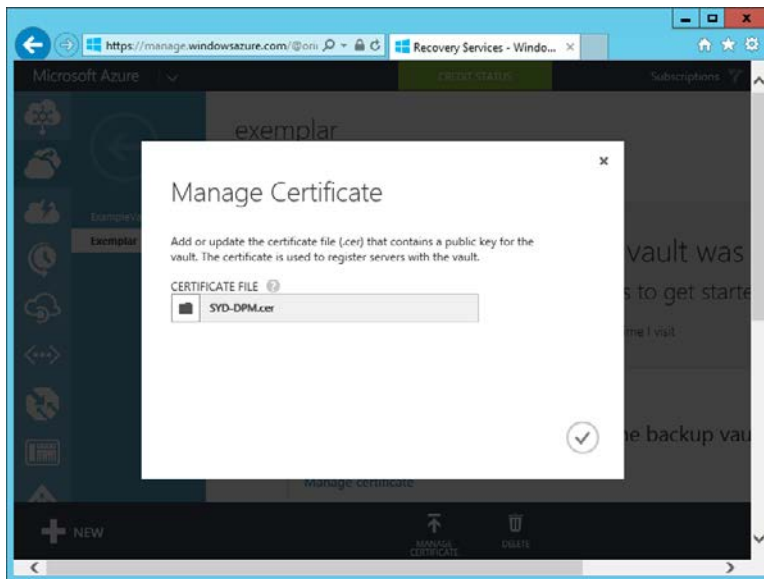 https://manage.windowsazure.com/@ori
Recovery Services - Windo...
Microsoft Azure
CREDIT STATUS
Subscriptions
exemplar
Exemplar
Manage Certificate
Add or update the certificate file (.cer) that contains a public key for the
vault. The certificate is used to register servers with the vault.
CERTIFICATE FILE
SYD-DPM.cer
vault was
s to get starte
me I visit
he backup vau
Manage certificate
NEW
MANAGE
CERTIFICATE
DELETE